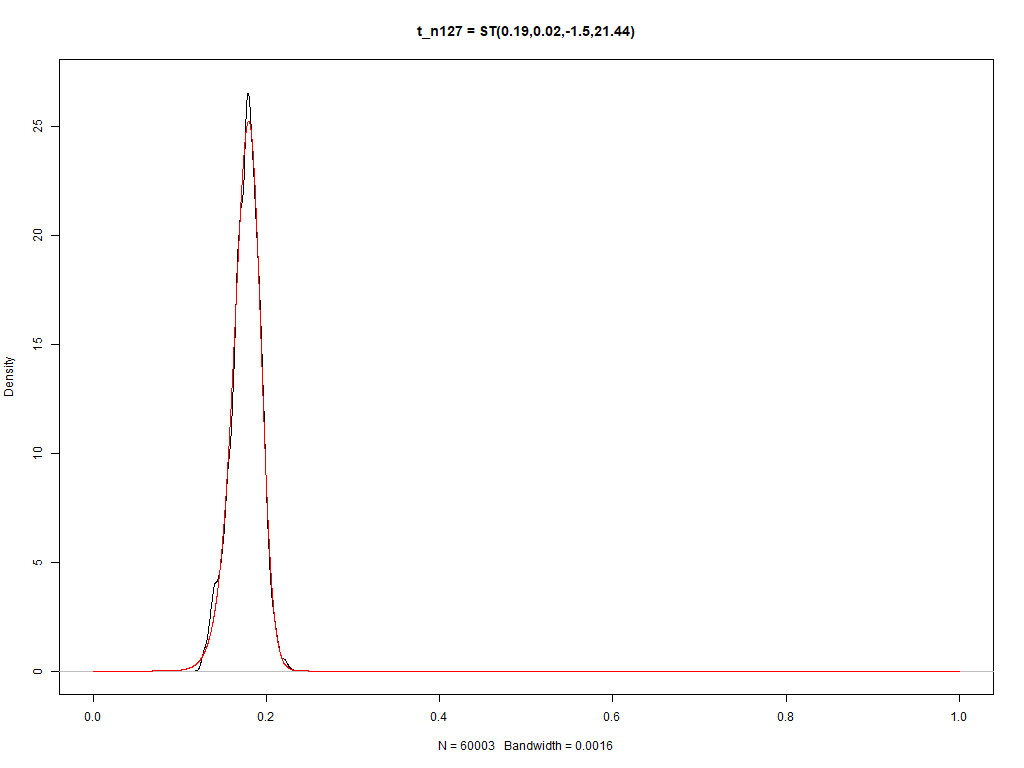 t_n127 = ST(0.19,0.02,-1.5,21.44)
Density
25
20
15
10
5
0
0.0 0.2 0.4 0.6 0.8 1.0
N = 60003 Bandwidth = 0.0016